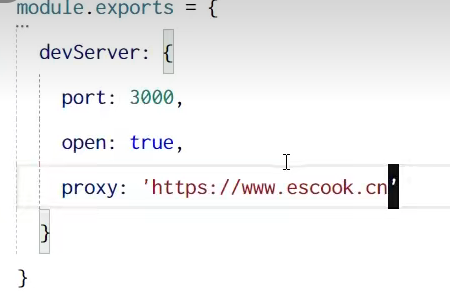 module.exports = {
devServer: {
port: 3000,
open: true,
proxy: 'https://www.escook.cn'
}
}